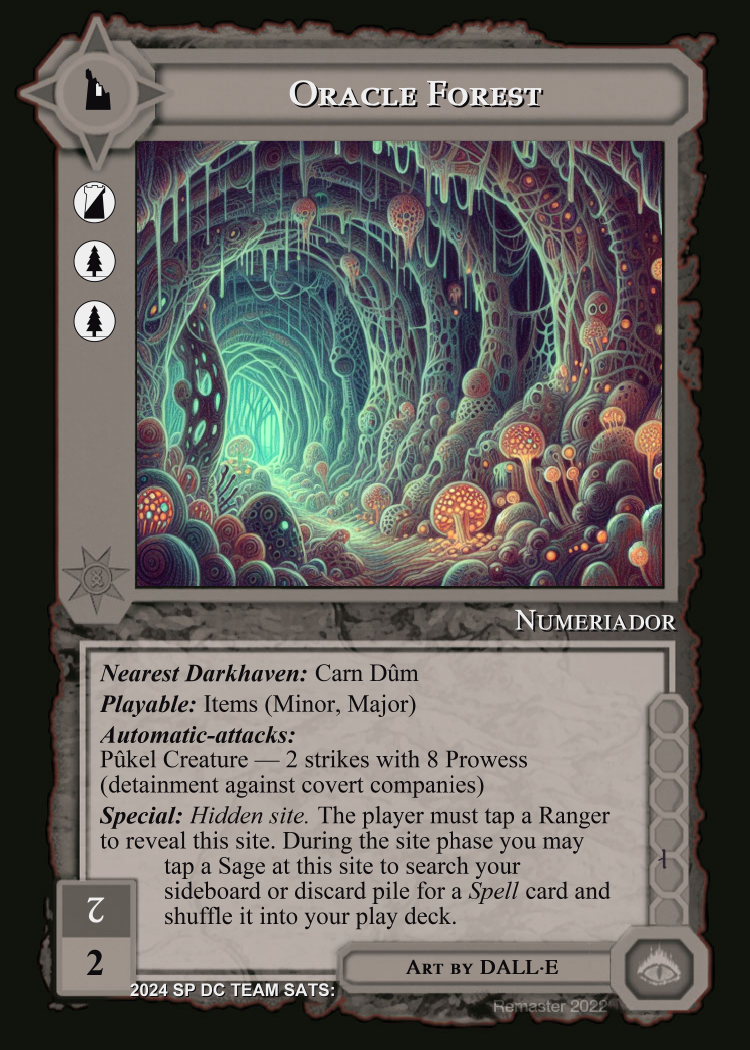 Oracle Forest
Numeriador
Nearest Darkhaven: Carn Dûm
Playable: Items (Minor, Major)
Automatic-attacks:
Pûkel Creature — 2 strikes with 8 Prowess
(detainment against covert companies)
Special: Hidden site. The player must tap a Ranger
to reveal this site. During the site phase you may
tap a Sage at this site to search your
sideboard or discard pile for a Spell card and
shuffle it into your play deck.
2
2
Art by DALL·E
2024 SP DC TEAM SATS:
Remaster 2022